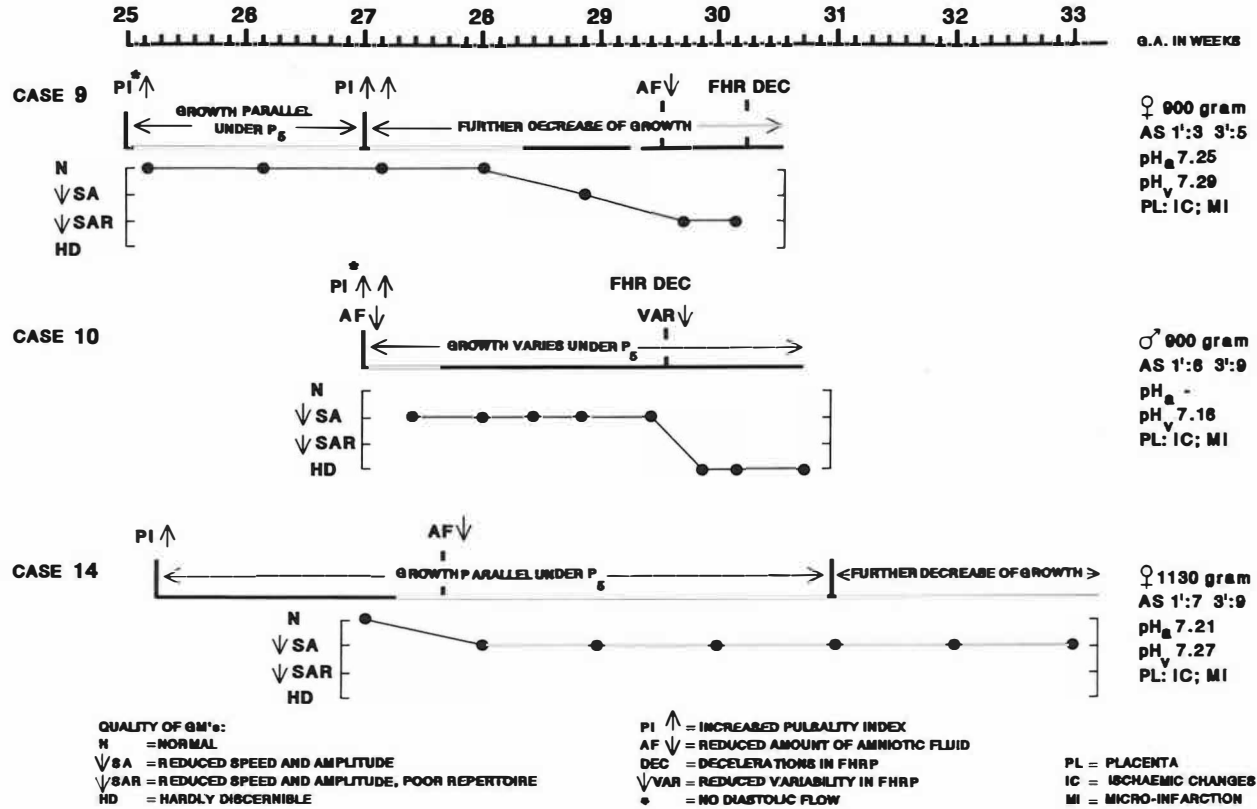 25 26 27 28 29 30 31 32 33
G.A. IN WEEKS
CASE 9
PI * ↑
PI ↑ ↑
AF ↓
FHR DEC
GROWTH PARALLEL
UNDER P5
FURTHER DECREASE OF GROWTH
N
↓ SA
↓ SAR
HD
♀ 900 gram
AS 1':3 3':5
pHa 7.25
pHv 7.29
PL: IC; MI
CASE 10
*
PI ↑ ↑
AF ↓
FHR DEC
VAR ↓
GROWTH VARIES UNDER P5
N
↓ SA
↓ SAR
HD
♂ 900 gram
AS 1':6 3':9
pHa -
pHv 7.16
PL: IC; MI
CASE 14
PI ↑
AF ↓
GROWTH PARALLEL UNDER P5
FURTHER DECREASE OF GROWTH
N
↓ SA
↓ SAR
HD
♀ 1130 gram
AS 1':7 3':9
pHa 7.21
pHv 7.27
PL: IC; MI
QUALITY OF GM's:
N = NORMAL
↓ SA = REDUCED SPEED AND AMPLITUDE
↓ SAR = REDUCED SPEED AND AMPLITUDE, POOR REPERTOIRE
HD = HARDLY DISCERNIBLE
PI ↑ = INCREASED PULSALITY INDEX
AF ↓ = REDUCED AMOUNT OF AMNIOTIC FLUID
DEC = DECELERATIONS IN FHRP
↓ VAR = REDUCED VARIABILITY IN FHRP
* = NO DIASTOLIC FLOW
PL = PLACENTA
IC = ISCHAEMIC CHANGES
MI = MICRO-INFARCTION